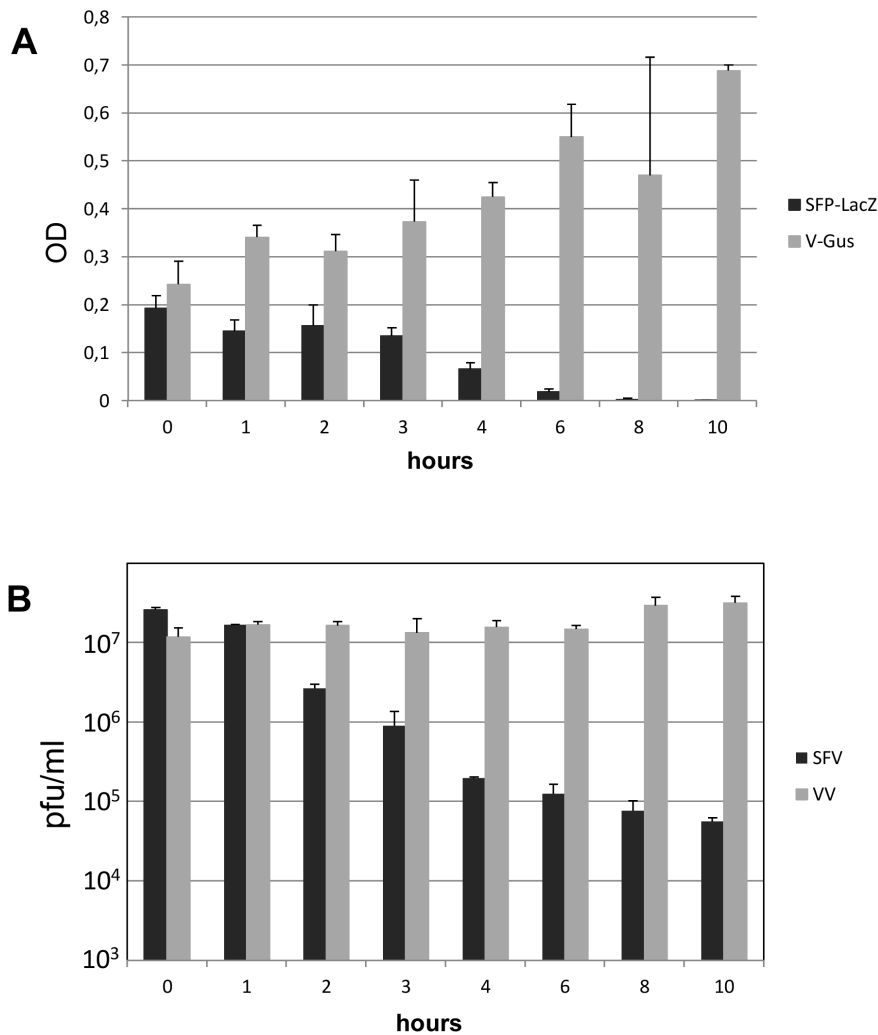 A
0,8
0,7
0,6
0,5
0,4
0,3
0,2
0,1
0
OD
0 1 2 3 4 6 8 10
hours
SFP-LacZ
V-Gus
B
10⁷
10⁶
10⁵
10⁴
10³
pfu/ml
0 1 2 3 4 6 8 10
hours
SFV
VV